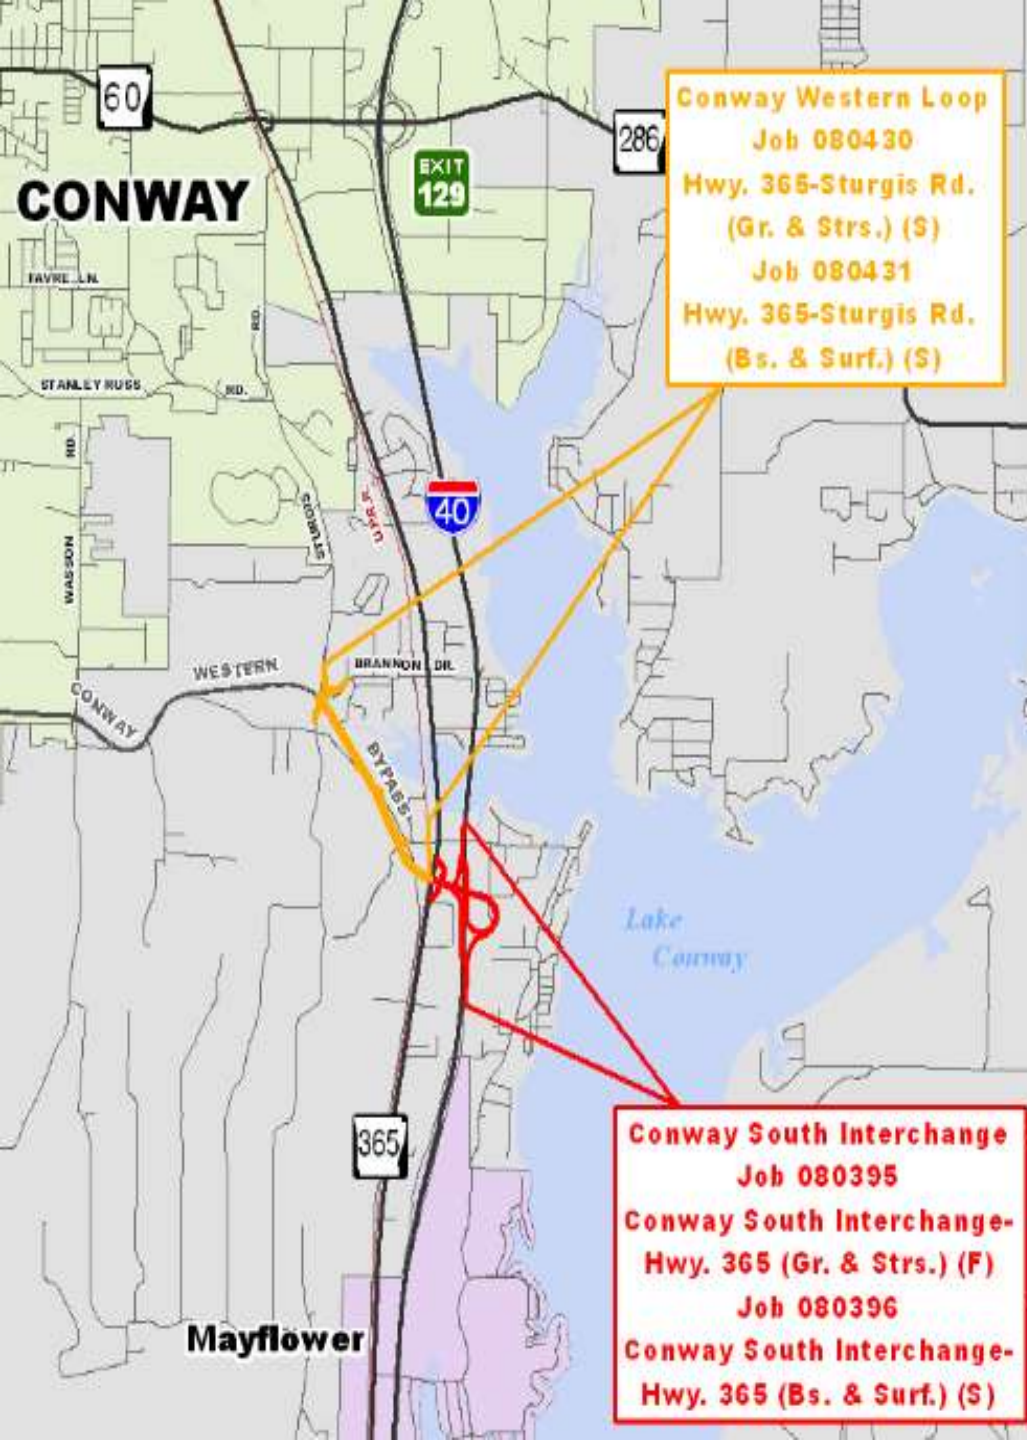 60
286
EXIT
129
CONWAY
Conway Western Loop
Job 080430
Hwy. 365-Sturgis Rd.
(Gr. & Strs.) (S)
Job 080431
Hwy. 365-Sturgis Rd.
(Bs. & Surf.) (S)
FAVRE LN.
RD.
STANLEY RUSS
RD.
RD.
WASSON
STURGIS
U.P.R.R.
40
BRANNON DR.
WESTERN
CONWAY
BYPASS
Lake
Conway
365
Mayflower
Conway South Interchange
Job 080395
Conway South Interchange-
Hwy. 365 (Gr. & Strs.) (F)
Job 080396
Conway South Interchange-
Hwy. 365 (Bs. & Surf.) (S)